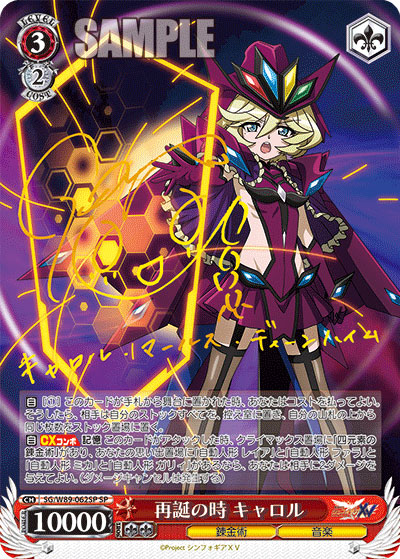 LEVEL
3
SAMPLE
2
COST
キャロル・マールス・ディーンハイム
自 [(1)] このカードが手札から舞台に置かれた時、あなたはコストを払ってよい。
そうしたら、相手は自分のストックすべてを、控え室に置き、自分の山札の上から
同じ枚数をストック置場に置く。
自 CXコンボ 記憶 このカードがアタックした時、クライマックス置場に「四元素の
錬金術」があり、あなたの思い出置場に「自動人形 レイア」と「自動人形 ファラ」と
「自動人形 ミカ」と「自動人形 ガリィ」があるなら、あなたは相手に2ダメージを
与えてよい。（ダメージキャンセルは発生する）
CH SG/W89-062SP SP
10000
再誕の時 キャロル
錬金術 音楽
©Project シンフォギアＸＶ